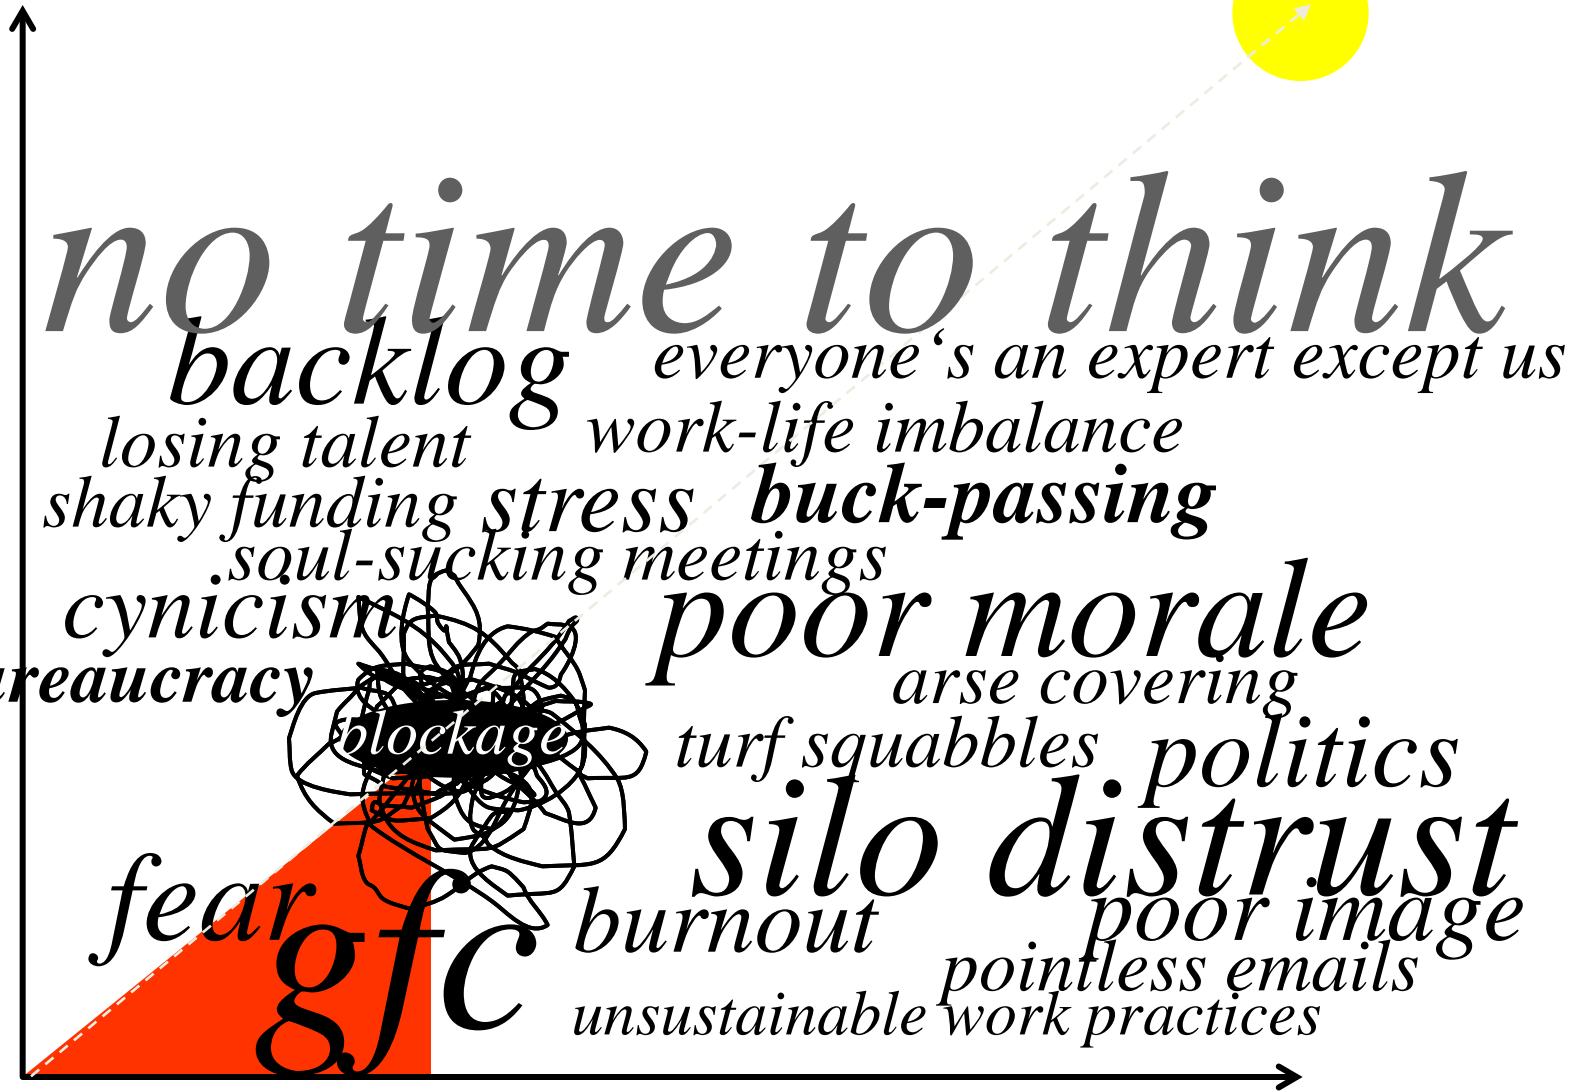 no time to think
backlog
everyone‘s an expert except us
losing talent
work-life imbalance
shaky funding
stress
buck-passing
soul-sucking meetings
cynicism
poor morale
reaucracy
arse covering
blockage
turf squabbles
politics
silo distrust
fear
gfc
burnout
poor image
pointless emails
unsustainable work practices